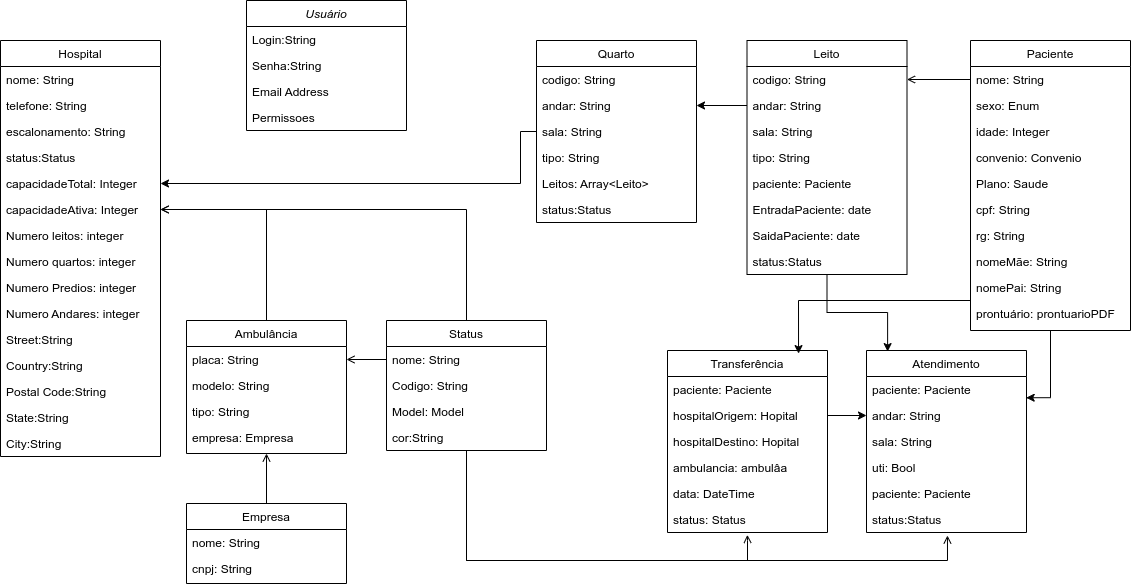 Usuário
Login:String
Senha:String
Email Address
Permissoes
Hospital
nome: String
telefone: String
escalonamento: String
status:Status
capacidadeTotal: Integer
capacidadeAtiva: Integer
Numero leitos: integer
Numero quartos: integer
Numero Predios: integer
Numero Andares: integer
Street:String
Country:String
Postal Code:String
State:String
City:String
Quarto
codigo: String
andar: String
sala: String
tipo: String
Leitos: Array<Leito>
status:Status
Leito
codigo: String
andar: String
sala: String
tipo: String
paciente: Paciente
EntradaPaciente: date
SaidaPaciente: date
status:Status
Paciente
nome: String
sexo: Enum
idade: Integer
convenio: Convenio
Plano: Saude
cpf: String
rg: String
nomeMãe: String
nomePai: String
prontuário: prontuarioPDF
Ambulância
placa: String
modelo: String
tipo: String
empresa: Empresa
Status
nome: String
Codigo: String
Model: Model
cor:String
Transferência
paciente: Paciente
hospitalOrigem: Hopital
hospitalDestino: Hopital
ambulancia: ambulâa
data: DateTime
status: Status
Atendimento
paciente: Paciente
andar: String
sala: String
uti: Bool
paciente: Paciente
status:Status
Empresa
nome: String
cnpj: String